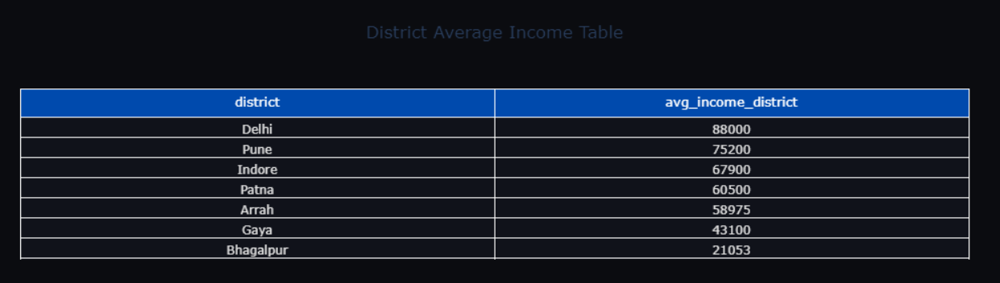 District Average Income Table
district avg_income_district
Delhi 88000
Pune 75200
Indore 67900
Patna 60500
Arrah 58975
Gaya 43100
Bhagalpur 21053